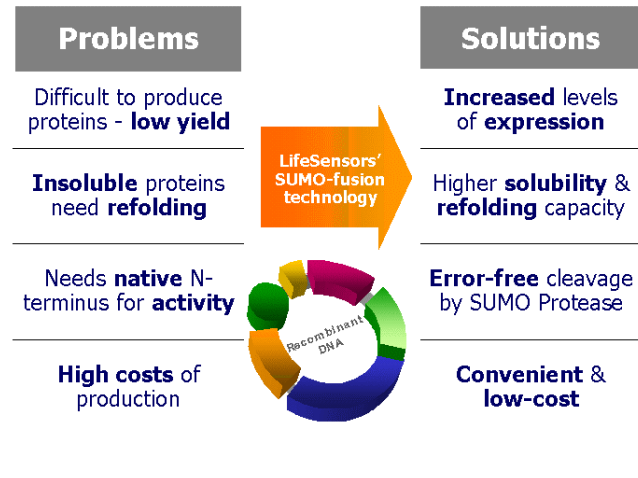 Problems
Difficult to produce
proteins - low yield
Insoluble proteins
need refolding
Needs native N-
terminus for activity
High costs of
production
LifeSensors'
SUMO-fusion
technology
Recombinant
DNA
Solutions
Increased levels
of expression
Higher solubility &
refolding capacity
Error-free cleavage
by SUMO Protease
Convenient &
low-cost